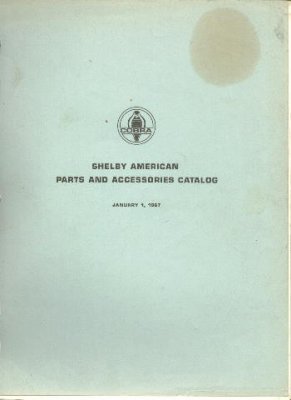 COBRA
SHELBY AMERICAN
PARTS AND ACCESSORIES CATALOG
JANUARY 1, 1967